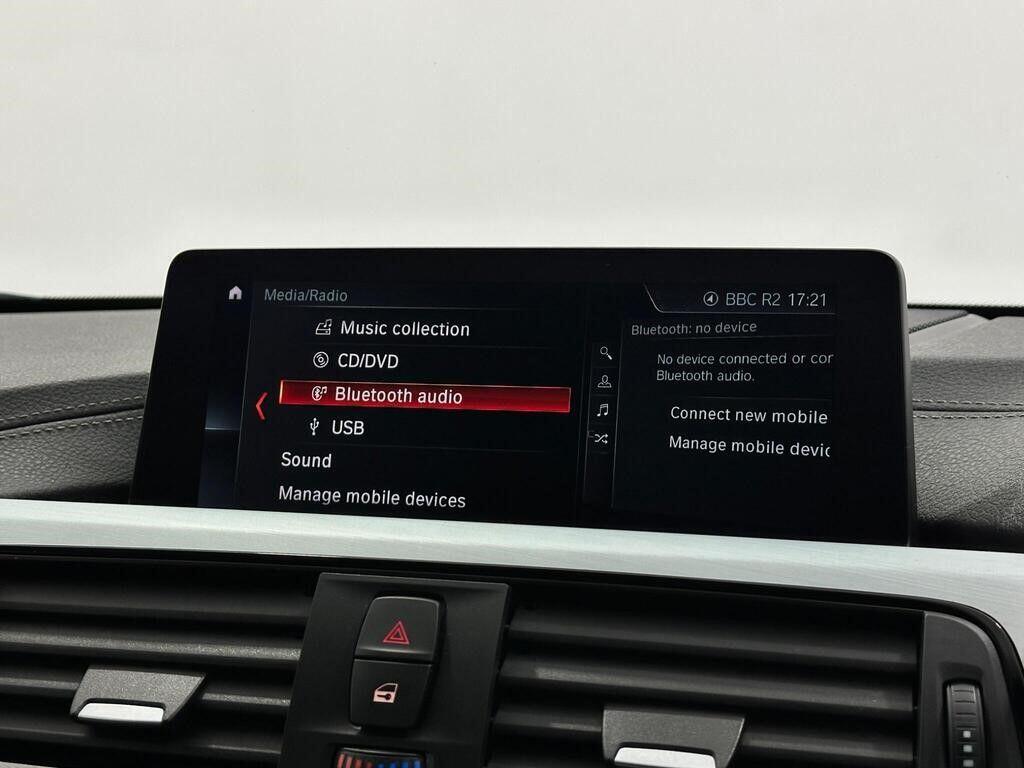 Media/Radio
BBC R2 17:21
Music collection
CD/DVD
Bluetooth audio
USB
Sound
Manage mobile devices
Bluetooth: no device
No device connected or cor
Bluetooth audio.
Connect new mobile
Manage mobile devic